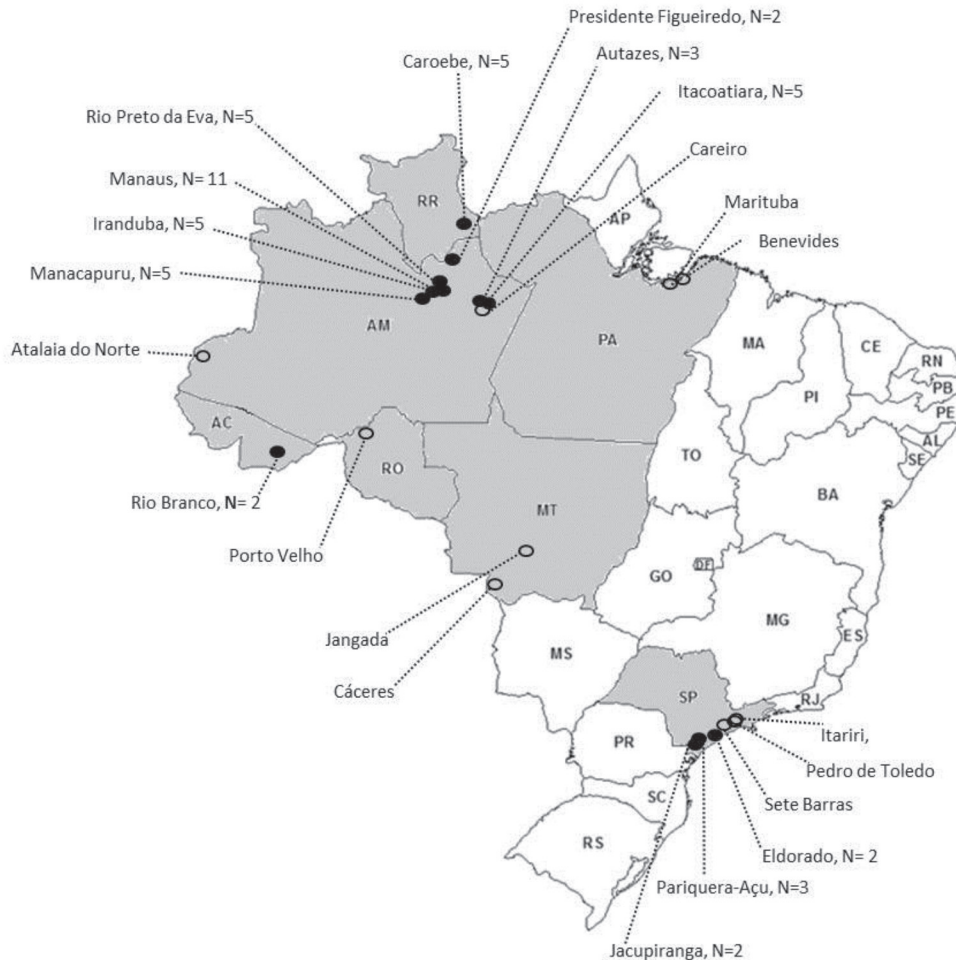 Presidente Figueiredo, N=2
Caroebe, N=5
Autazes, N=3
Itacoatiara, N=5
Rio Preto da Eva, N=5
Careiro
Manaus, N= 11
Marituba
Iranduba, N=5
Benevides
Manacapuru, N=5
Atalaia do Norte
RR
AP
AM
PA
MA
CE
RN
PB
PE
AL
SE
PI
AC
RO
TO
BA
MT
Rio Branco, N= 2
Porto Velho
GO
DF
MG
ES
Jangada
MS
Cáceres
SP
RJ
PR
Itariri,
Pedro de Toledo
SC
Sete Barras
RS
Eldorado, N= 2
Pariquera-Açu, N=3
Jacupiranga, N=2